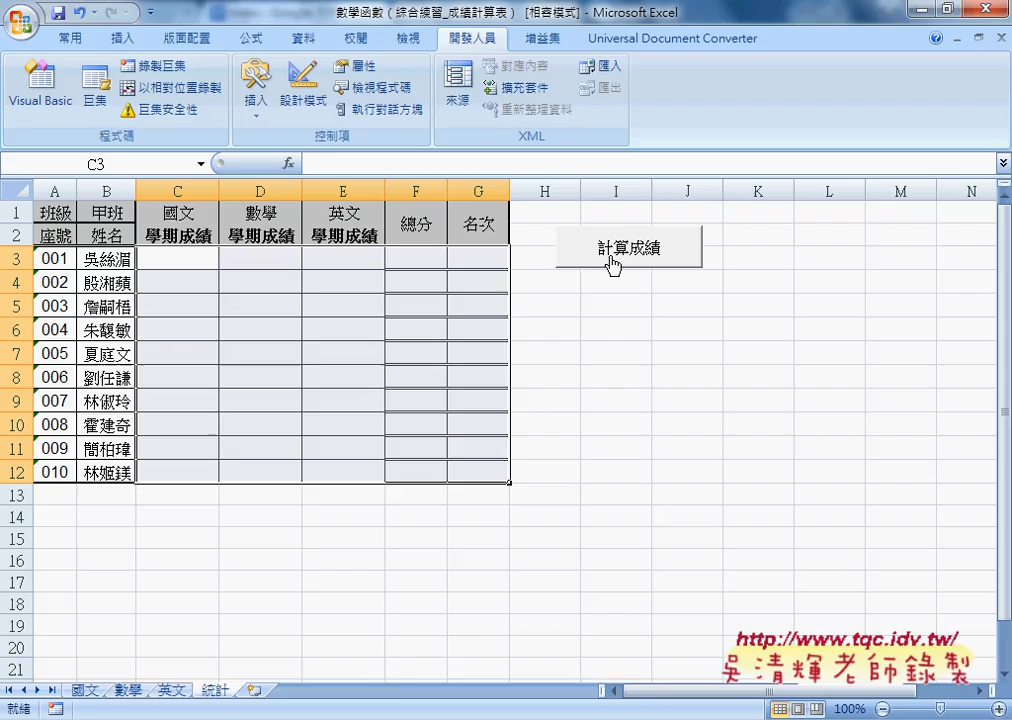 數學函數（綜合練習_成績計算表） [相容模式] - Microsoft Excel
常用 插入 版面配置 公式 資料 校閱 檢視 開發人員 增益集 Universal Document Converter
Visual Basic 巨集 錄製巨集 以相對位置錄製 巨集安全性 插入 設計模式 屬性 檢視程式碼 執行對話方塊 來源 對應內容 擴充套件 重新整理資料 匯入 匯出
程式碼 控制項 XML
C3 fx
A B C D E F G H I J K L M N
1 班級 甲班 國文 數學 英文 總分 名次
2 座號 姓名 學期成績 學期成績 學期成績
計算成績
3 001 吳絲湄
4 002 殷湘蘋
5 003 詹嗣梧
6 004 朱馥敏
7 005 夏庭文
8 006 劉任謙
9 007 林俶玲
10 008 霍建奇
11 009 簡柏瑋
12 010 林姬鎂
13
14
15
16
17
18
19
20
21
http://www.tqc.idv.tw/
吳清輝老師錄製
國文 數學 英文 統計
就緒 100%